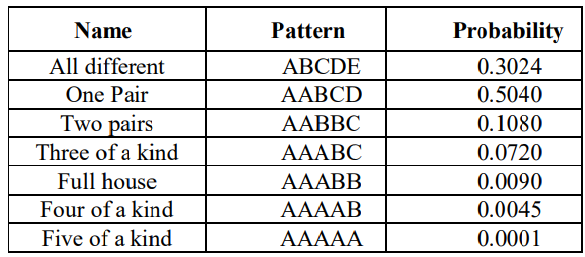 Name Pattern Probability
All different ABCDE 0.3024
One Pair AABCD 0.5040
Two pairs AABBC 0.1080
Three of a kind AAABC 0.0720
Full house AAABB 0.0090
Four of a kind AAAAB 0.0045
Five of a kind AAAAA 0.0001